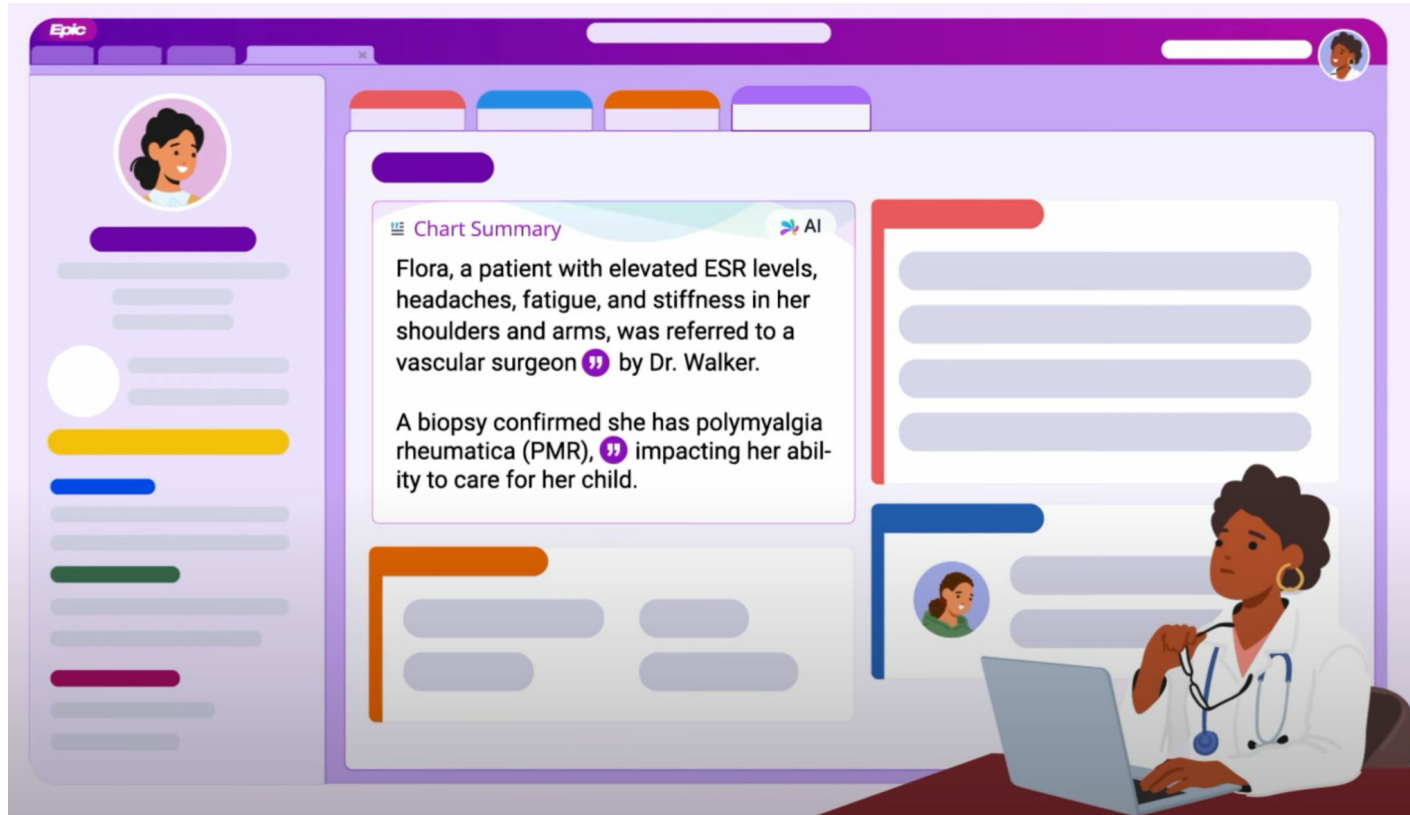 Epic
Chart Summary
AI
Flora, a patient with elevated ESR levels,
headaches, fatigue, and stiffness in her
shoulders and arms, was referred to a
vascular surgeon by Dr. Walker.
A biopsy confirmed she has polymyalgia
rheumatica (PMR), impacting her abil-
ity to care for her child.